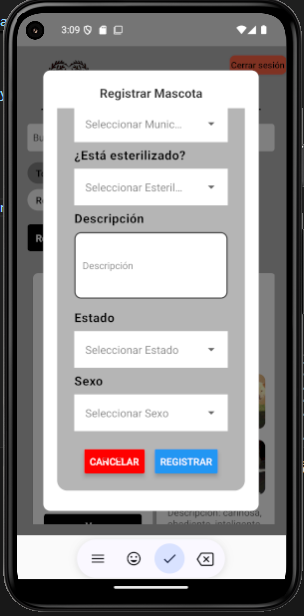 3:09
Cerrar sesión
Registrar Mascota
Seleccionar Munic...
Bu
¿Está esterilizado?
Seleccionar Esteril...
Descripción
Descripción
Estado
Seleccionar Estado
Sexo
Seleccionar Sexo
CANCELAR REGISTRAR
Descripción: cariñosa,
obediente, inteligente